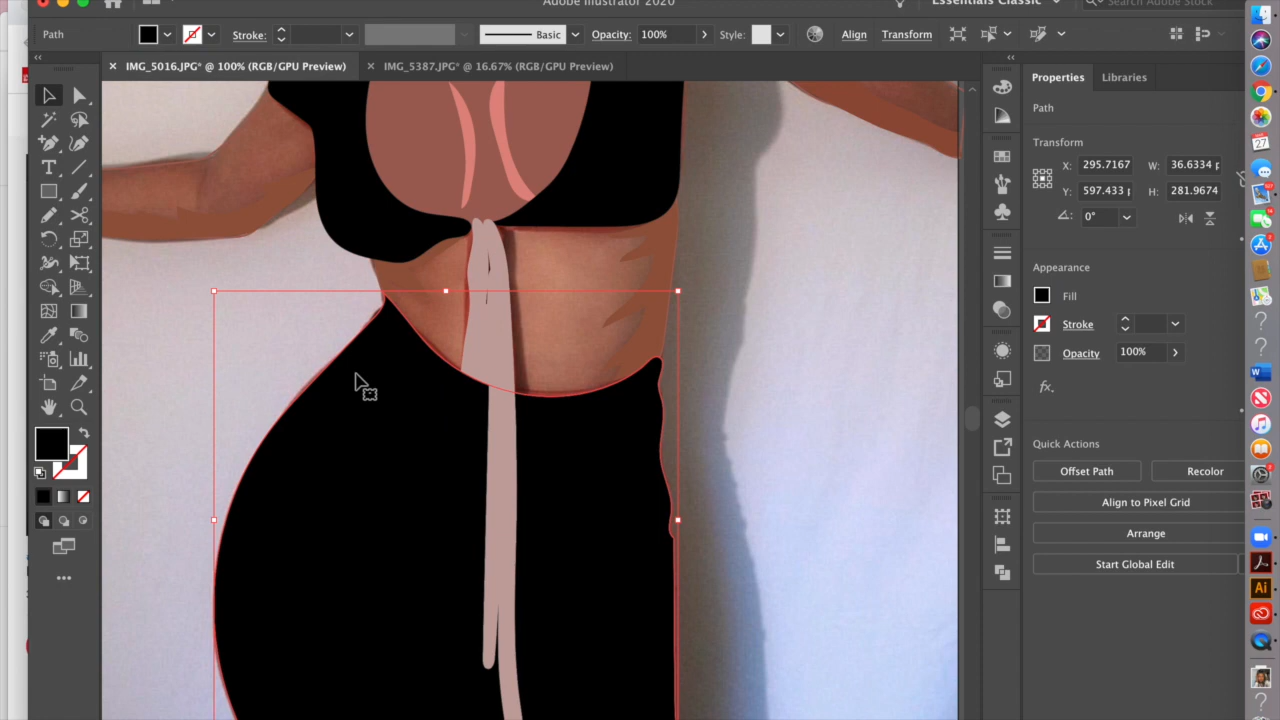 Adobe Illustrator 2020
Essentials Classic
Search Adobe Stock
Path
Stroke:
Basic
Opacity:
100%
Style:
Align
Transform
× IMG_5016.JPG* @ 100% (RGB/GPU Preview)
× IMG_5387.JPG* @ 16.67% (RGB/GPU Preview)
Properties
Libraries
Path
Transform
X: 295.7167
W: 36.6334 p
Y: 597.433 p
H: 281.9674
0°
Appearance
Fill
Stroke
Opacity
100%
fx.
Quick Actions
Offset Path
Recolor
Align to Pixel Grid
Arrange
Start Global Edit
27
W
Ai